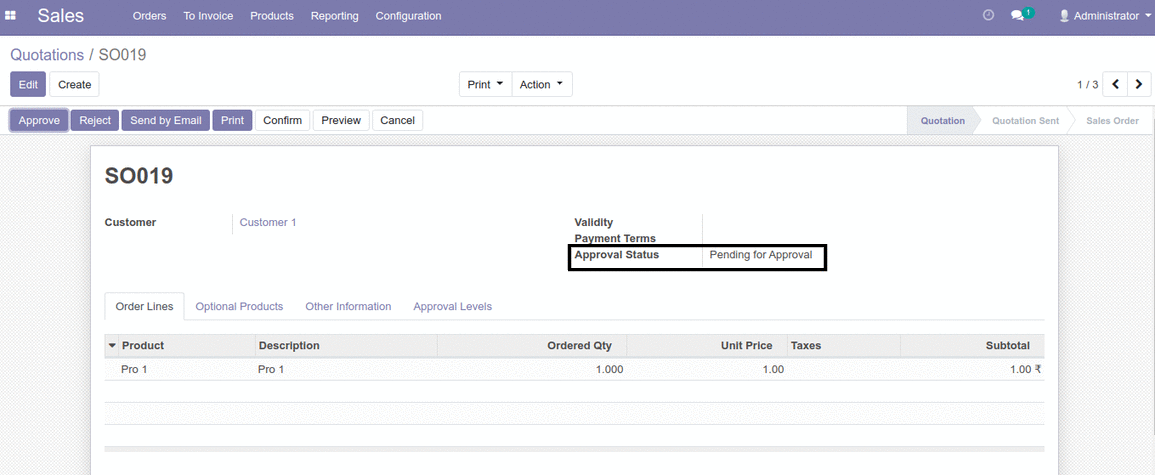 Sales Orders To Invoice Products Reporting Configuration 1 Administrator
Quotations / SO019
Edit Create Print Action 1 / 3
Approve Reject Send by Email Print Confirm Preview Cancel Quotation Quotation Sent Sales Order
SO019
Customer Customer 1 Validity
Payment Terms
Approval Status Pending for Approval
Order Lines Optional Products Other Information Approval Levels
Product Description Ordered Qty Unit Price Taxes Subtotal
Pro 1 Pro 1 1.000 1.00 1.00 ₹